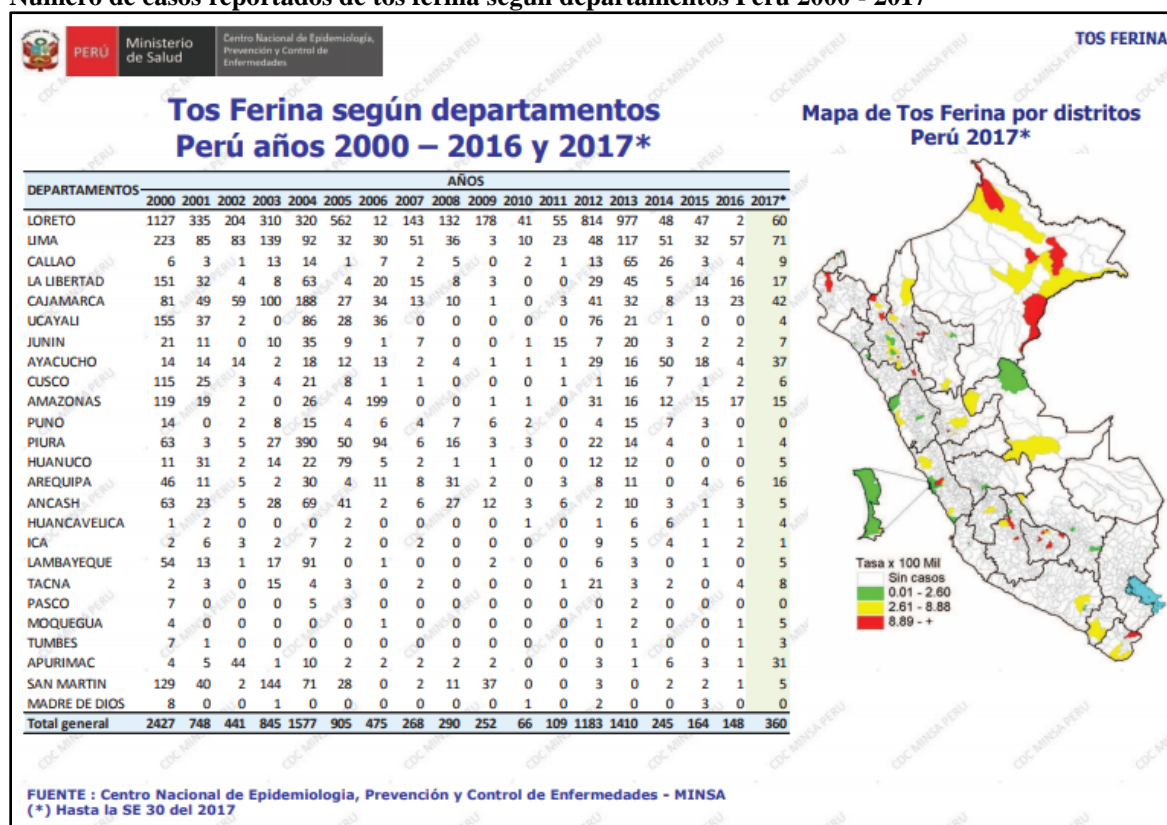 Número de casos reportados de tos ferina según departamentos Perú 2000 - 2017
PERÚ
Ministerio
de Salud
Centro Nacional de Epidemiología,
Prevención y Control de
Enfermedades
TOS FERINA
Tos Ferina según departamentos
Perú años 2000 – 2016 y 2017*
Mapa de Tos Ferina por distritos
Perú 2017*
DEPARTAMENTOS AÑOS
2000 2001 2002 2003 2004 2005 2006 2007 2008 2009 2010 2011 2012 2013 2014 2015 2016 2017*
LORETO 1127 335 204 310 320 562 12 143 132 178 41 55 814 977 48 47 2 60
LIMA 223 85 83 139 92 32 30 51 36 3 10 23 48 117 51 32 57 71
CALLAO 6 3 1 13 14 1 7 2 5 0 2 1 13 65 26 3 4 9
LA LIBERTAD 151 32 4 8 63 4 20 15 8 3 0 0 29 45 5 14 16 17
CAJAMARCA 81 49 59 100 188 27 34 13 10 1 0 3 41 32 8 13 23 42
UCAYALI 155 37 2 0 86 28 36 0 0 0 0 0 76 21 1 0 0 4
JUNIN 21 11 0 10 35 9 1 7 0 0 1 15 7 20 3 2 2 7
AYACUCHO 14 14 14 2 18 12 13 2 4 1 1 1 29 16 50 18 4 37
CUSCO 115 25 3 4 21 8 1 1 0 0 0 1 1 16 7 1 2 6
AMAZONAS 119 19 2 0 26 4 199 0 0 1 1 0 31 16 12 15 17 15
PUNO 14 0 2 8 15 4 6 4 7 6 2 0 4 15 7 3 0 0
PIURA 63 3 5 27 390 50 94 6 16 3 3 0 22 14 4 0 1 4
HUANUCO 11 31 2 14 22 79 5 2 1 1 0 0 12 12 0 0 0 5
AREQUIPA 46 11 5 2 30 4 11 8 31 2 0 3 8 11 0 4 6 16
ANCASH 63 23 5 28 69 41 2 6 27 12 3 6 2 10 3 1 3 5
HUANCAVELICA 1 2 0 0 0 2 0 0 0 0 1 0 1 6 6 1 1 4
ICA 2 6 3 2 7 1 0 2 0 0 0 0 9 5 4 1 2 1
LAMBAYEQUE 54 13 1 17 91 0 1 0 0 2 0 0 6 3 0 1 0 5
TACNA 2 3 0 15 4 3 0 2 0 0 0 1 21 3 2 0 4 8
PASCO 7 0 0 0 5 3 0 0 0 0 0 0 0 2 0 0 0 0
MOQUEGUA 4 0 0 0 0 0 1 0 0 0 0 0 1 2 0 0 1 5
TUMBES 7 1 0 0 0 0 0 0 0 0 0 0 0 1 0 0 1 3
APURIMAC 4 5 44 1 10 2 2 2 2 2 0 0 3 1 6 3 1 31
SAN MARTIN 129 40 2 144 71 28 0 2 11 37 0 0 3 0 2 2 1 5
MADRE DE DIOS 8 0 0 1 0 0 0 0 0 0 1 0 2 0 0 3 0 0
Total general 2427 748 441 845 1577 905 475 268 290 252 66 109 1183 1410 245 164 148 360
Tasa x 100 Mil
Sin casos
0.01 - 2.60
2.61 - 8.88
8.89 - +
FUENTE : Centro Nacional de Epidemiologia, Prevención y Control de Enfermedades - MINSA
(*) Hasta la SE 30 del 2017
CDC MINSA PERU